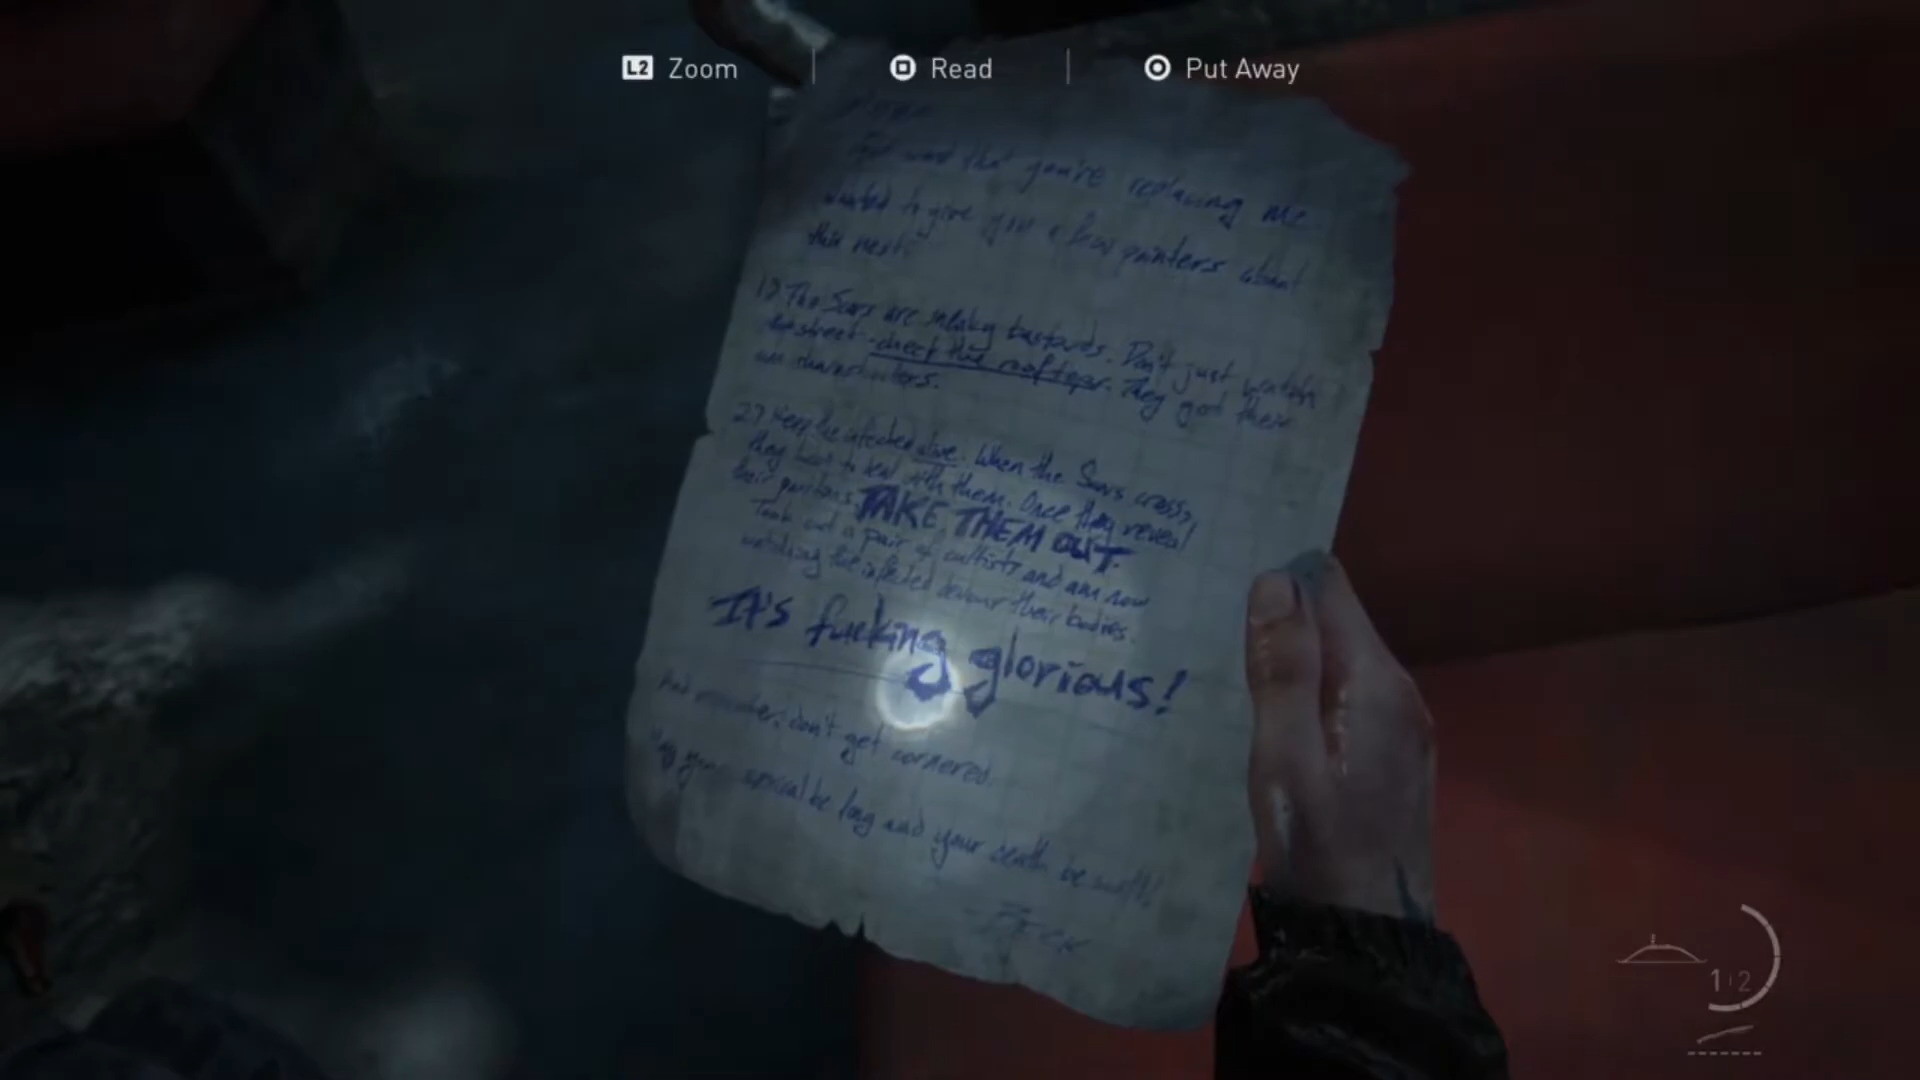 L2 Zoom
Read
Put Away
that you're replacing me.
wanted to give you a few pointers about
this nest.
1) The Scars are sneaky bastards. Don't just watch
the street - check the rooftops. They got their
own sharpshooters.
2) Keep the infected alive. When the Scars cross,
they have to deal with them. Once they reveal
their positions, TAKE THEM OUT.
Took out a pair of cultists and am now
watching the infected devour their bodies.
It's fucking glorious!
And remember, don't get cornered.
May your survival be long and your death be swift!
1 2